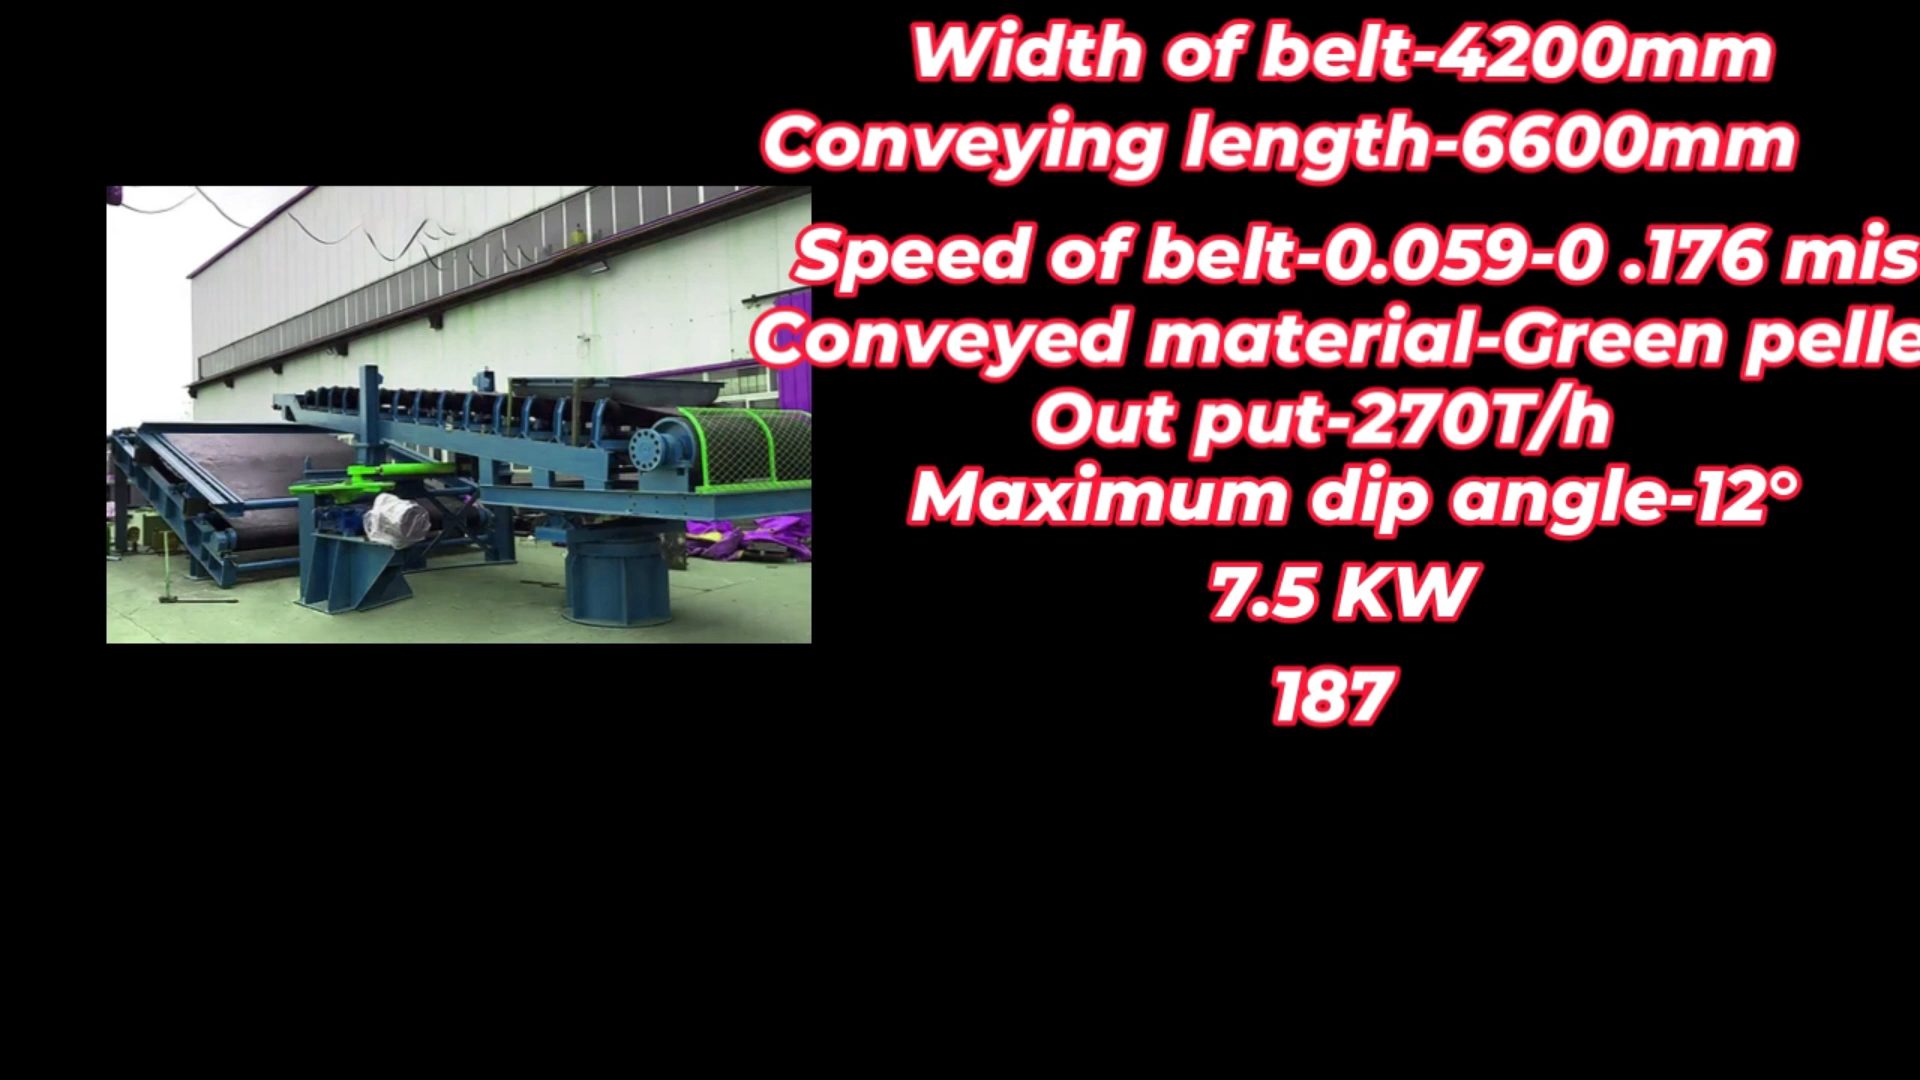 Width of belt-4200mm
Conveying length-6600mm
Speed of belt-0.059-0 .176 mis
Conveyed material-Green pelle
Out put-270T/h
Maximum dip angle-12°
7.5 KW
187